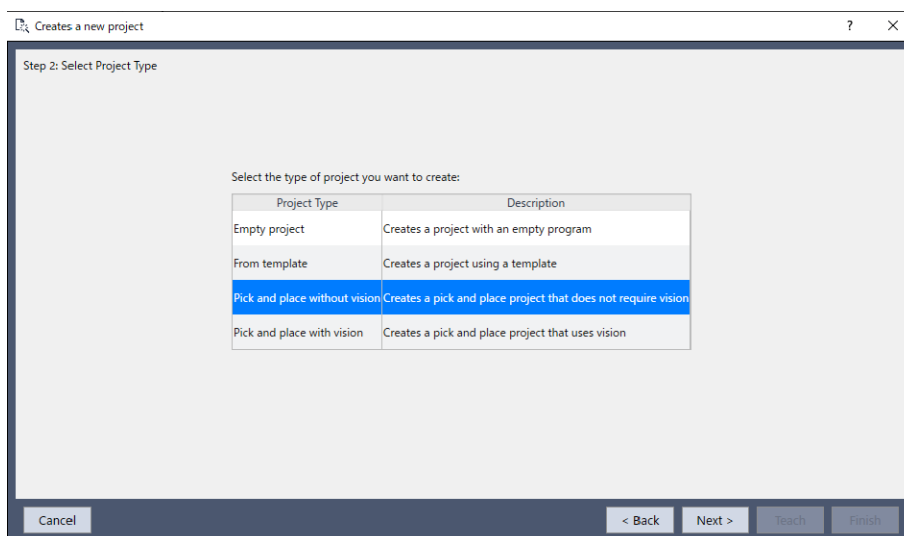 Creates a new project ?
Step 2: Select Project Type
Select the type of project you want to create:
Project Type Description
Empty project Creates a project with an empty program
From template Creates a project using a template
Pick and place without vision Creates a pick and place project that does not require vision
Pick and place with vision Creates a pick and place project that uses vision
Cancel < Back Next > Teach Finish